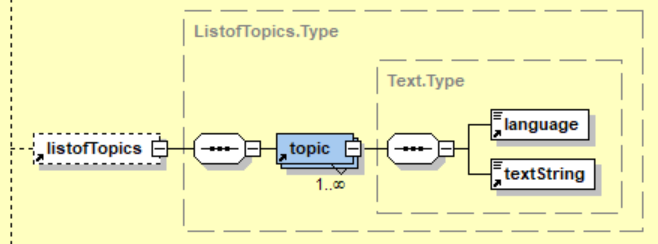 ListofTopics.Type
Text.Type
language
listofTopics
topic
textString
1..∞